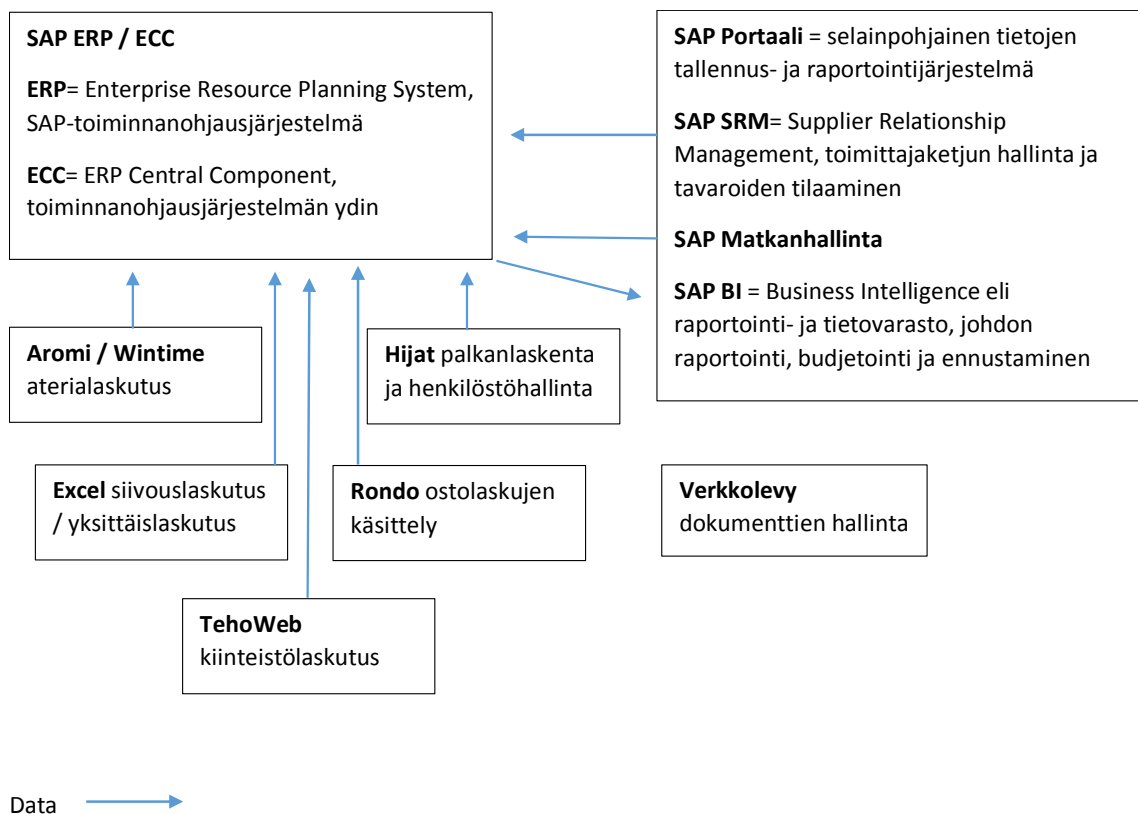 SAP ERP / ECC
ERP= Enterprise Resource Planning System,
SAP-toiminnanohjausjärjestelmä
ECC= ERP Central Component,
toiminnanohjausjärjestelmän ydin
SAP Portaali = selainpohjainen tietojen
tallennus- ja raportointijärjestelmä
SAP SRM= Supplier Relationship
Management, toimittajaketjun hallinta ja
tavaroiden tilaaminen
SAP Matkanhallinta
SAP BI = Business Intelligence eli
raportointi- ja tietovarasto, johdon
raportointi, budjetointi ja ennustaminen
Aromi / Wintime
aterialaskutus
Hijat palkanlaskenta
ja henkilöstöhallinta
Excel siivouslaskutus
/ yksittäislaskutus
Rondo ostolaskujen
käsittely
Verkkolevy
dokumenttien hallinta
TehoWeb
kiinteistölaskutus
Data